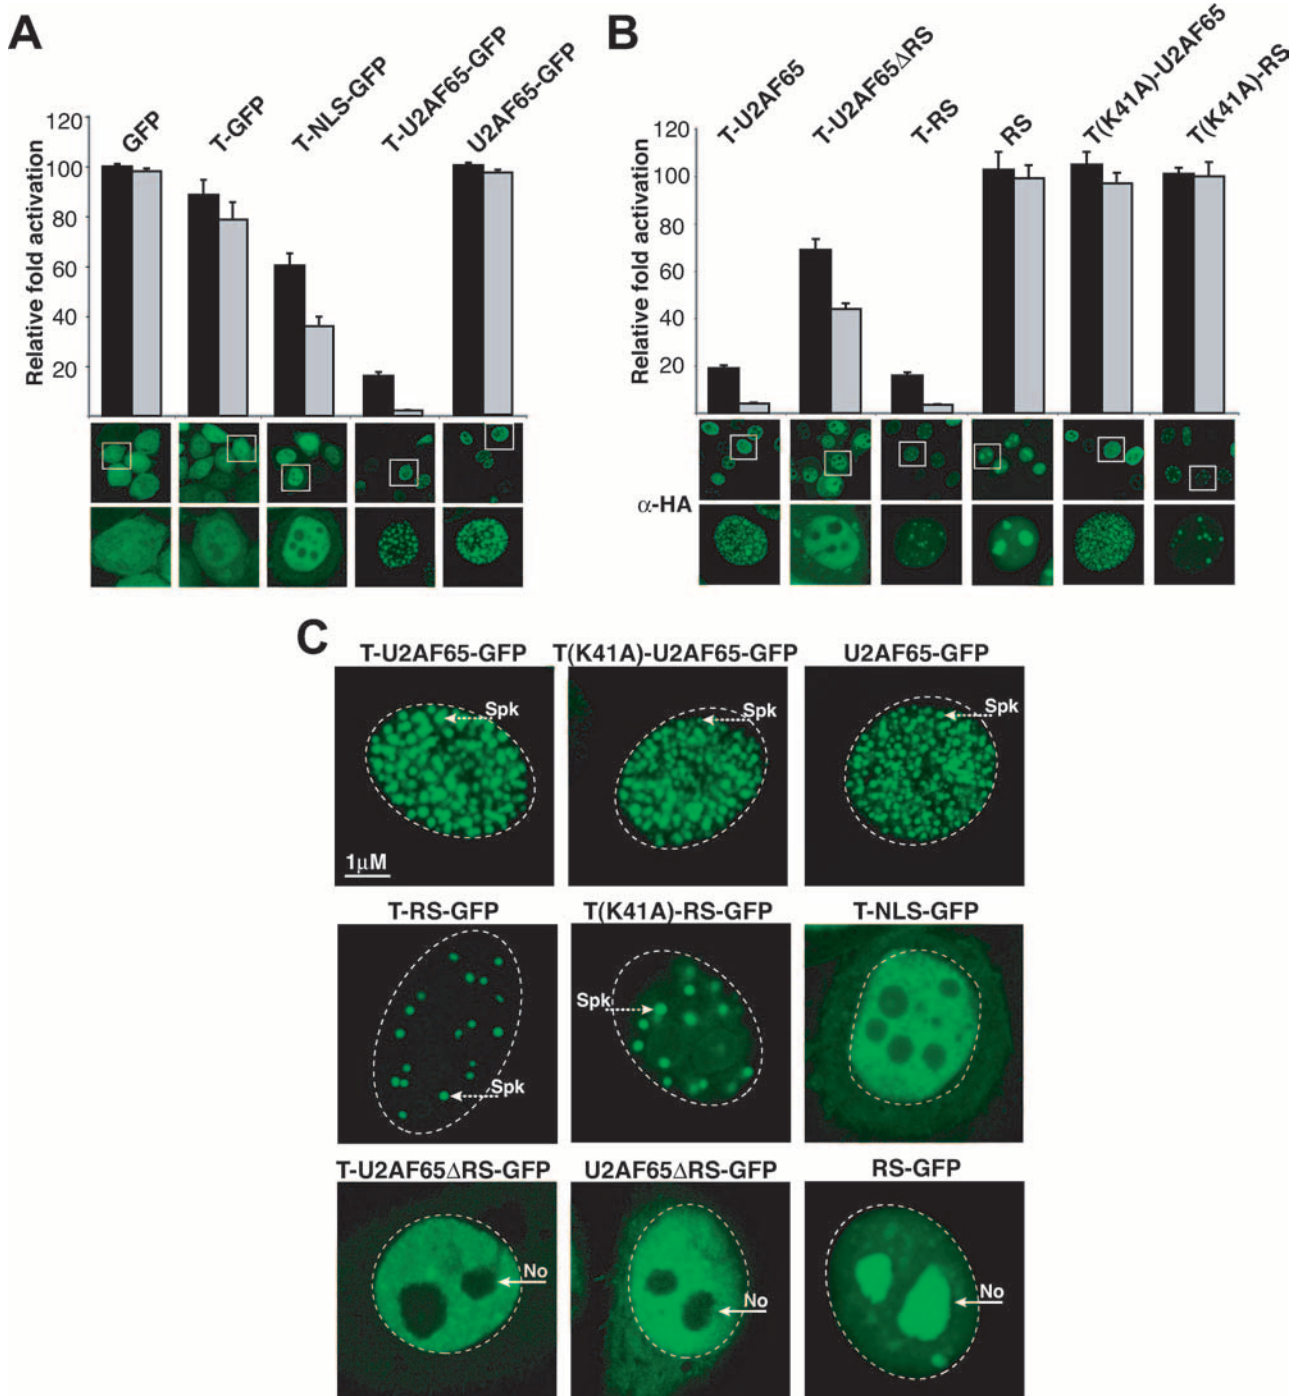 A
GFP
T-GFP
T-NLS-GFP
T-U2AF65-GFP
U2AF65-GFP
Relative fold activation
120
100
80
60
40
20
B
T-U2AF65
T-U2AF65ΔRS
T-RS
RS
T(K41A)-U2AF65
T(K41A)-RS
Relative fold activation
120
100
80
60
40
20
α-HA
C
T-U2AF65-GFP
T(K41A)-U2AF65-GFP
U2AF65-GFP
Spk
Spk
Spk
1μM
T-RS-GFP
T(K41A)-RS-GFP
T-NLS-GFP
Spk
Spk
T-U2AF65ΔRS-GFP
U2AF65ΔRS-GFP
RS-GFP
No
No
No